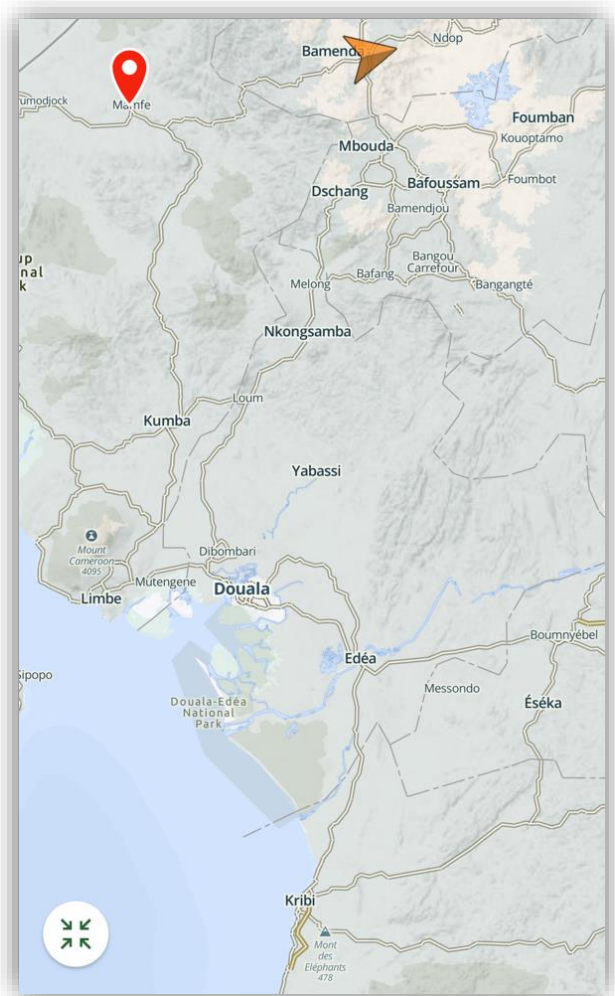 Ndop
Bamenda
Mamfe
Foumban
Kouoptamo
Mbouda
Bafoussam
Foumbot
Dschang
Bamendjou
Bangou
Carrefour
Bafang
Melong
Bangangté
Nkongsamba
Loum
Kumba
Yabassi
Mount
Cameroon
4095
Dibombari
Mutengene
Douala
Limbe
Boumnyébel
Edéa
Sipopo
Messondo
Éséka
Douala-Edéa
National
Park
Kribi
Mont
des
Eléphants
478